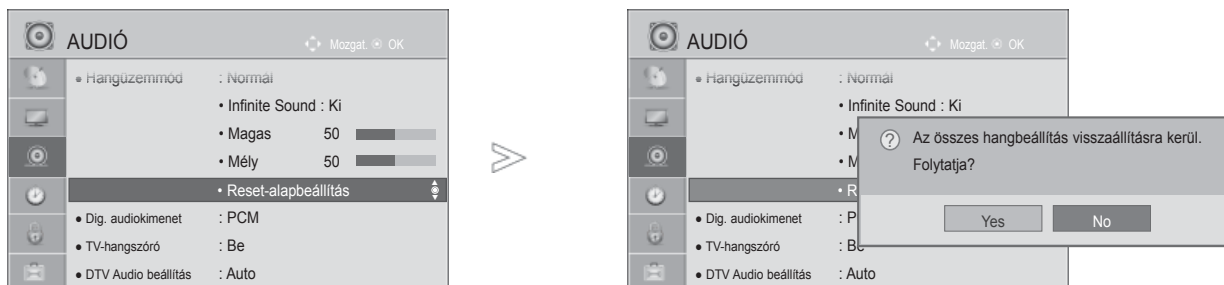 AUDIÓ
Mozgat. OK
• Hangüzemmód : Normál
• Infinite Sound : Ki
• Magas 50
• Mély 50
• Reset-alapbeállítás
● Dig. audiokimenet : PCM
● TV-hangszóró : Be
● DTV Audio beállítás : Auto
AUDIÓ
Mozgat. OK
• Hangüzemmód : Normál
• Infinite Sound : Ki
• M
• M
• R
● Dig. audiokimenet : P
● TV-hangszóró : Be
● DTV Audio beállítás : Auto
? Az összes hangbeállítás visszaállításra kerül.
Folytatja?
Yes No